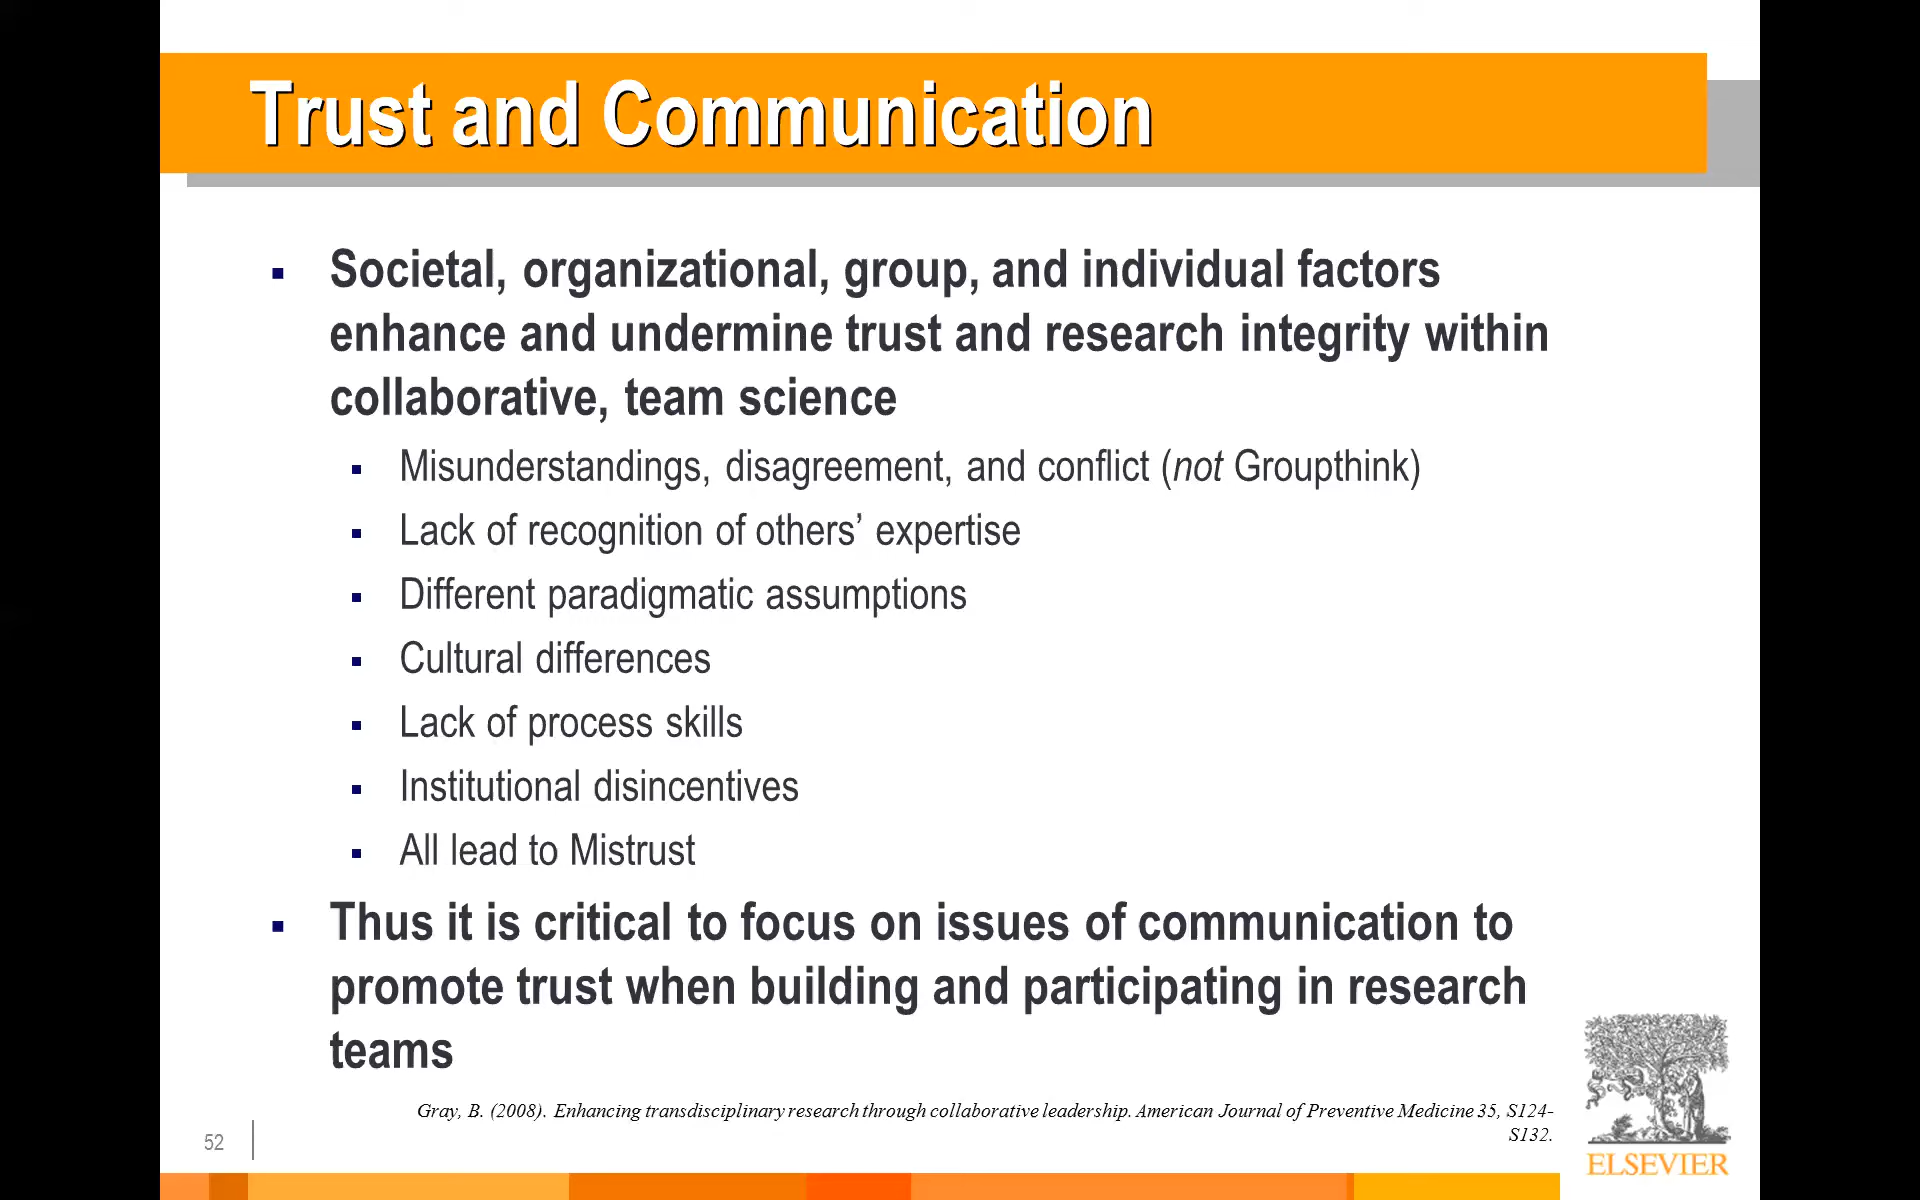 Trust and Communication
Societal, organizational, group, and individual factors
enhance and undermine trust and research integrity within
collaborative, team science
Misunderstandings, disagreement, and conflict (not Groupthink)
Lack of recognition of others’ expertise
Different paradigmatic assumptions
Cultural differences
Lack of process skills
Institutional disincentives
All lead to Mistrust
Thus it is critical to focus on issues of communication to
promote trust when building and participating in research
teams
Gray, B. (2008). Enhancing transdisciplinary research through collaborative leadership. American Journal of Preventive Medicine 35, S124-
S132.
52
ELSEVIER